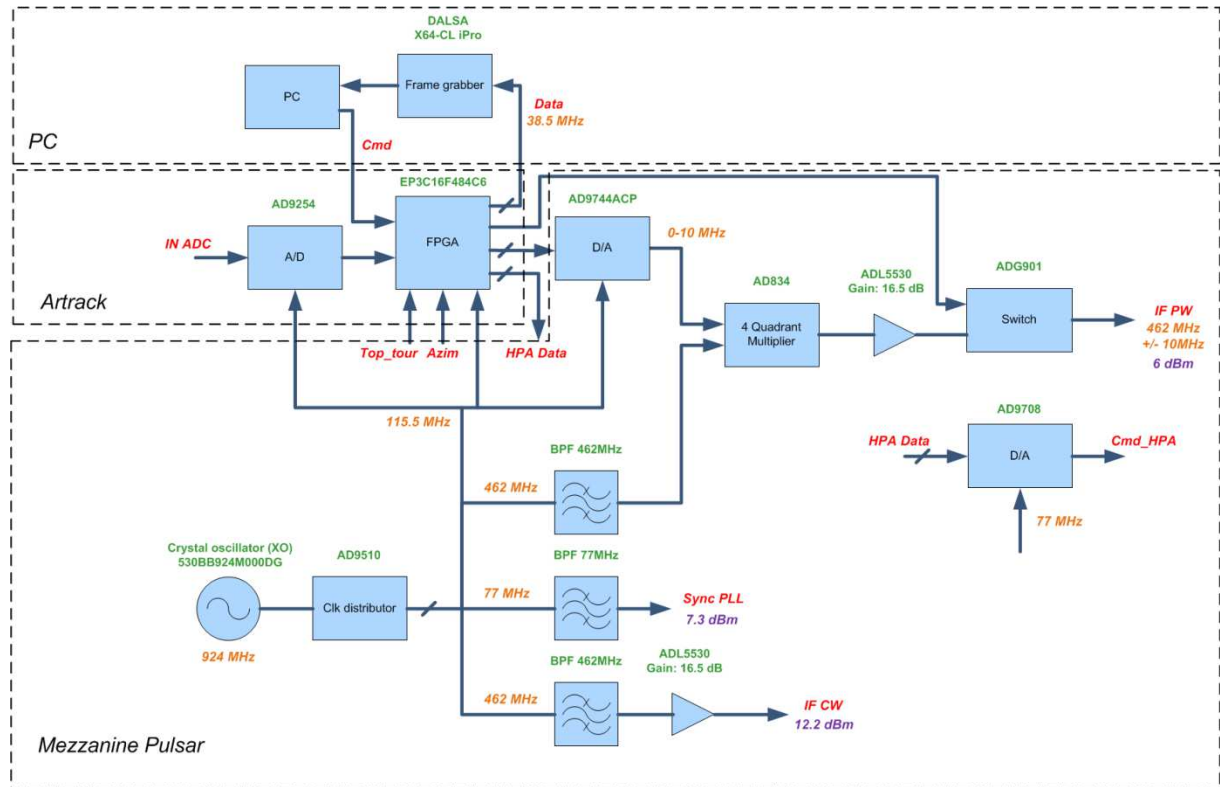 DALSA
X64-CL iPro
PC
Frame grabber
Data
38.5 MHz
Cmd
PC
EP3C16F484C6
AD9254
AD9744ACP
IN ADC
A/D
FPGA
D/A
0-10 MHz
ADL5530
Gain: 16.5 dB
ADG901
AD834
Artrack
4 Quadrant
Multiplier
Switch
IF PW
462 MHz
+/- 10MHz
6 dBm
Top_tour
Azim
HPA Data
115.5 MHz
AD9708
HPA Data
D/A
Cmd_HPA
BPF 462MHz
462 MHz
77 MHz
Crystal oscillator (XO)
530BB924M000DG
AD9510
BPF 77MHz
Clk distributor
77 MHz
Sync PLL
7.3 dBm
924 MHz
BPF 462MHz
ADL5530
Gain: 16.5 dB
462 MHz
IF CW
12.2 dBm
Mezzanine Pulsar